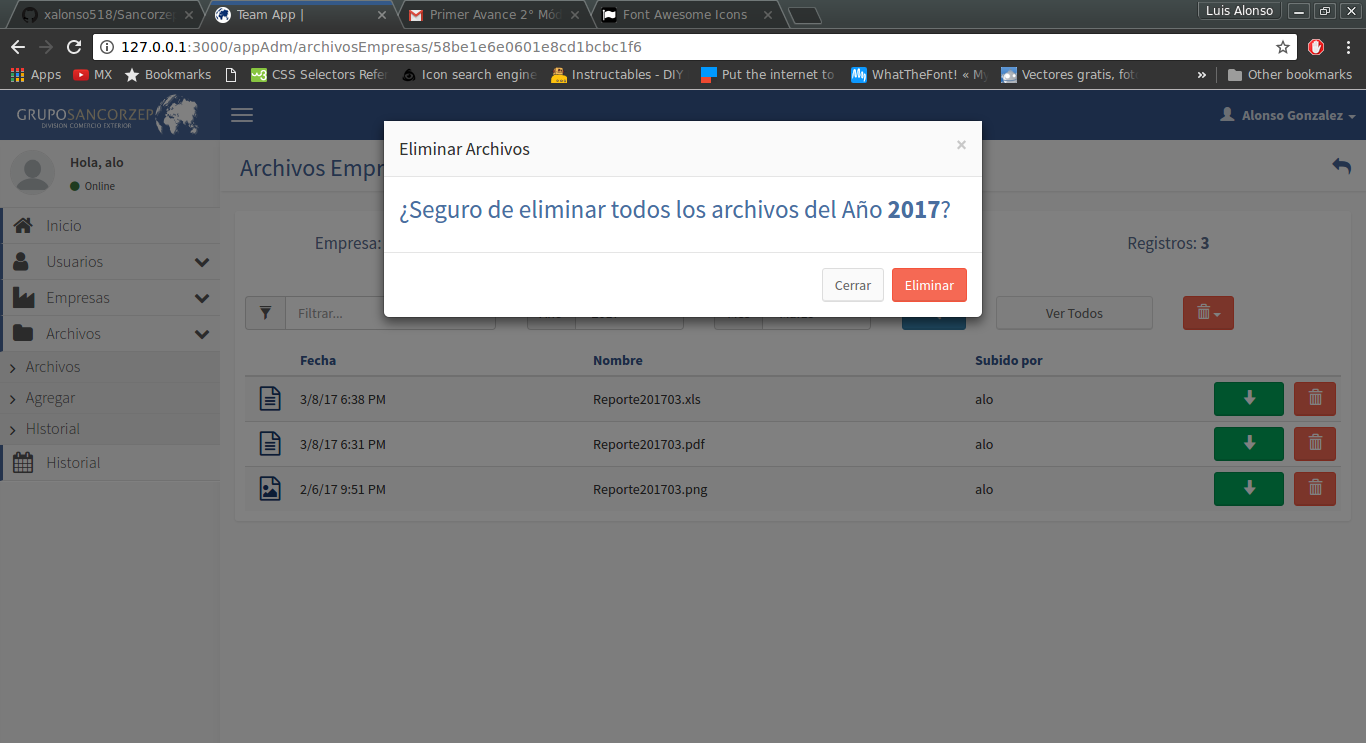 xalonso518/Sancorzep
Team App |
Primer Avance 2° Mód
Font Awesome Icons
Luis Alonso
127.0.0.1:3000/appAdm/archivosEmpresas/58be1e6e0601e8cd1bcbc1f6
Apps
MX
Bookmarks
CSS Selectors Refer
Icon search engine
Instructables - DIY
Put the internet to
WhatTheFont! « My
Vectores gratis, foto
»
Other bookmarks
GRUPOSANCORZEP
DIVISION COMERCIO EXTERIOR
Alonso Gonzalez
Hola, alo
Online
Inicio
Usuarios
Empresas
Archivos
Archivos
Agregar
HIstorial
Historial
Archivos Empr
Eliminar Archivos
×
¿Seguro de eliminar todos los archivos del Año 2017?
Cerrar
Eliminar
Empresa:
Registros: 3
Filtrar...
Ver Todos
Fecha Nombre Subido por
3/8/17 6:38 PM Reporte201703.xls alo
3/8/17 6:31 PM Reporte201703.pdf alo
2/6/17 9:51 PM Reporte201703.png alo